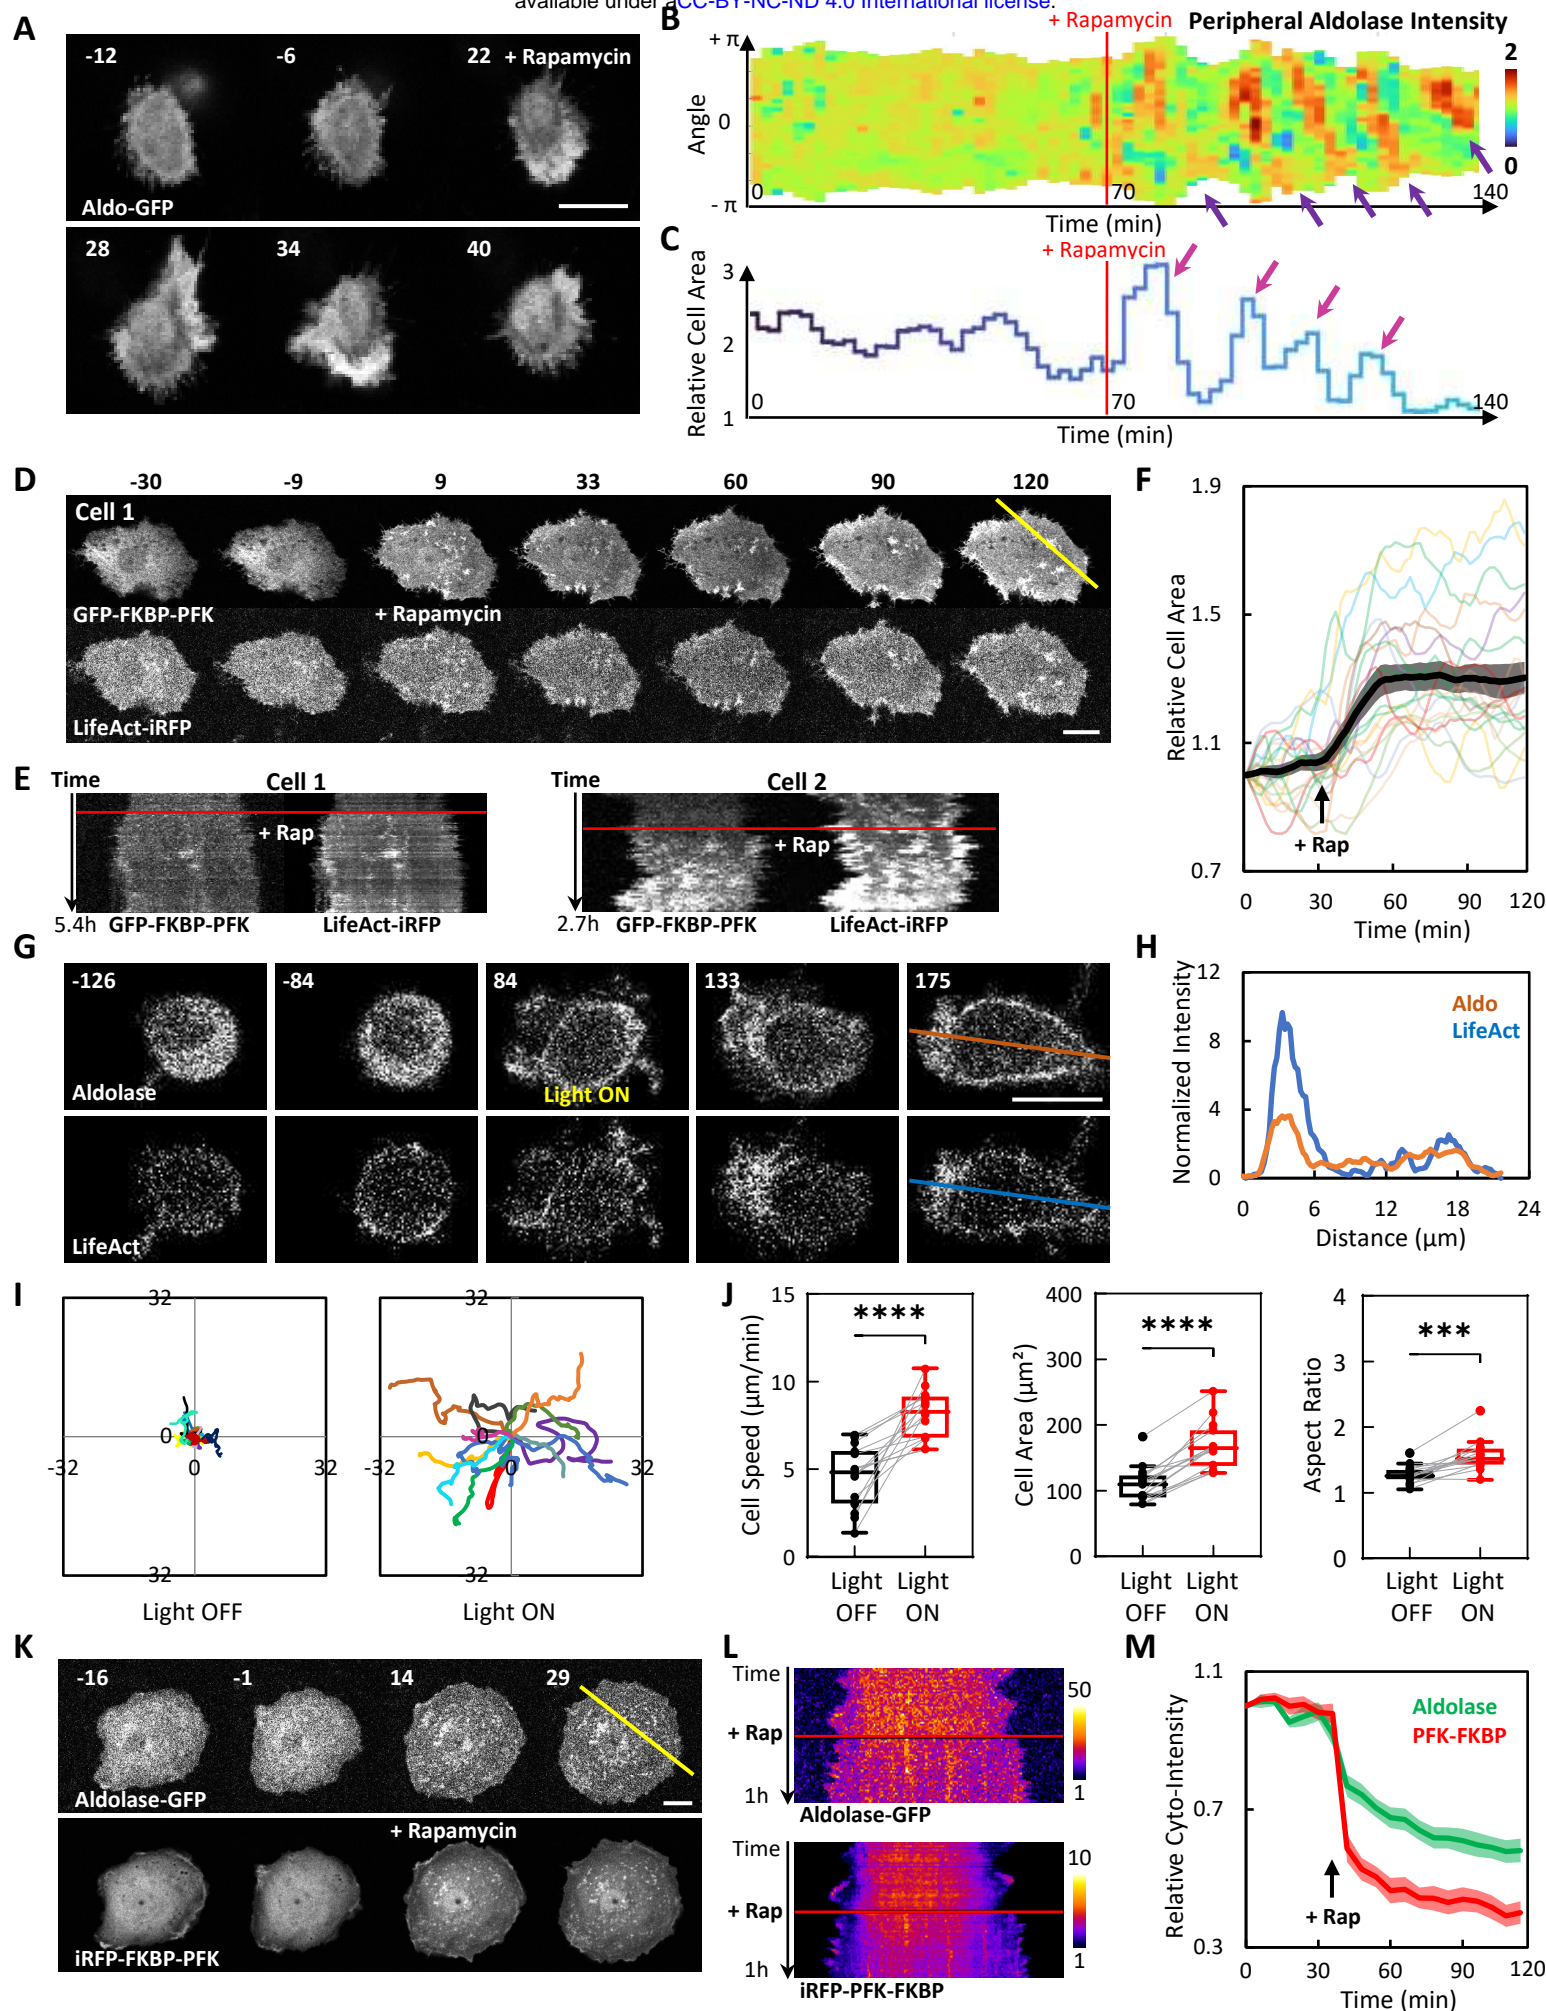 available under aCC-BY-NC-ND 4.0 International license.
A
-12
-6
22 + Rapamycin
Aldo-GFP
28
34
40
B
+ Rapamycin
Peripheral Aldolase Intensity
+ π
Angle
0
- π
2
0
0
70
140
Time (min)
C
+ Rapamycin
Relative Cell Area
3
2
1
0
70
140
Time (min)
D
-30 -9 9 33 60 90 120
Cell 1
GFP-FKBP-PFK
+ Rapamycin
LifeAct-iRFP
E
Time
Cell 1
+ Rap
5.4h
GFP-FKBP-PFK
LifeAct-iRFP
Time
Cell 2
+ Rap
2.7h
GFP-FKBP-PFK
LifeAct-iRFP
F
Relative Cell Area
1.9
1.5
1.1
0.7
+ Rap
0 30 60 90 120
Time (min)
G
-126
-84
84
133
175
Aldolase
Light ON
LifeAct
H
Normalized Intensity
12
8
4
0
Aldo
LifeAct
0 6 12 18 24
Distance (µm)
I
32
-32
0
0
32
32
Light OFF
32
-32
0
0
32
32
Light ON
J
Cell Speed (µm/min)
15
10
5
0
****
Light OFF
Light ON
Cell Area (µm²)
400
300
200
100
0
****
Light OFF
Light ON
Aspect Ratio
4
3
2
1
0
***
Light OFF
Light ON
K
-16
-1
14
29
Aldolase-GFP
+ Rapamycin
iRFP-FKBP-PFK
L
Time
+ Rap
1h
50
1
Aldolase-GFP
Time
+ Rap
1h
10
1
iRFP-PFK-FKBP
M
Relative Cyto-Intensity
1.1
0.7
0.3
Aldolase
PFK-FKBP
+ Rap
0 30 60 90 120
Time (min)